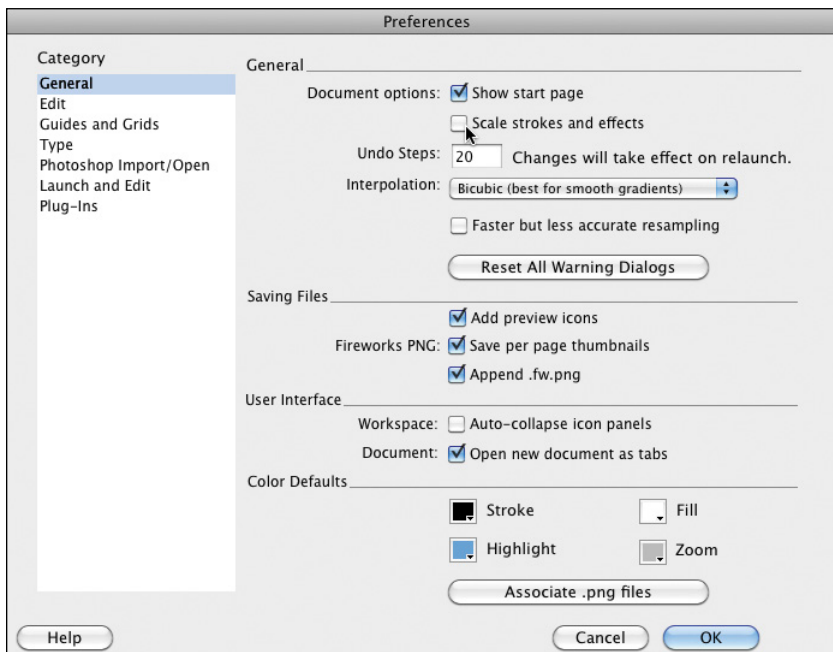 Preferences
Category
General
Edit
Guides and Grids
Type
Photoshop Import/Open
Launch and Edit
Plug-Ins
General
Document options: Show start page
Scale strokes and effects
Undo Steps: 20 Changes will take effect on relaunch.
Interpolation: Bicubic (best for smooth gradients)
Faster but less accurate resampling
Reset All Warning Dialogs
Saving Files
Add preview icons
Fireworks PNG: Save per page thumbnails
Append .fw.png
User Interface
Workspace: Auto-collapse icon panels
Document: Open new document as tabs
Color Defaults
Stroke Fill
Highlight Zoom
Associate .png files
Help Cancel OK